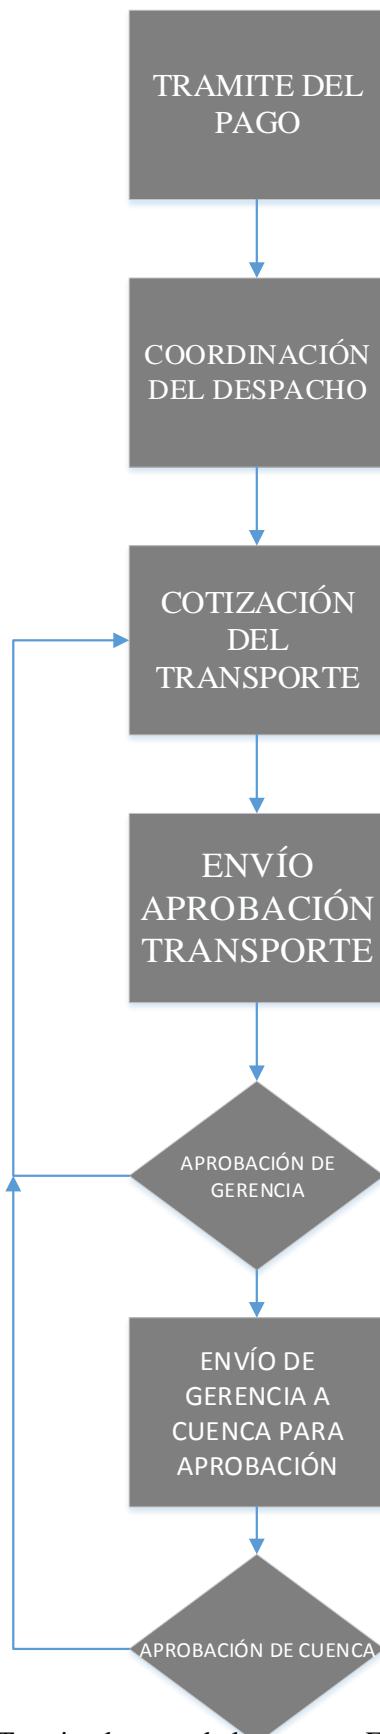 TRAMITE DEL
PAGO
COORDINACIÓN
DEL DESPACHO
COTIZACIÓN
DEL
TRANSPORTE
ENVÍO
APROBACIÓN
TRANSPORTE
APROBACIÓN DE
GERENCIA
ENVÍO DE
GERENCIA A
CUENCA PARA
APROBACIÓN
APROBACIÓN DE CUENCA